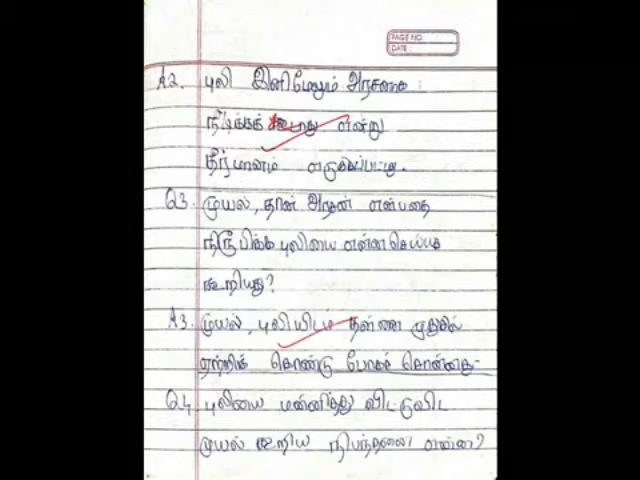 PAGE NO.
DATE :
A2. புலி இனிமேலும் அரசனாக
நீடிக்கக் கூடாது என்று
தீர்மானம் எடுக்கப்பட்டது.
Q3. முயல், தான் அரசன் என்பதை
நிரூபிக்க புலியை என்ன செய்யக்
கூறியது?
A3. முயல், புலியிடம் தன்னை முதுகில்
ஏற்றிக் கொண்டு போகச் சொன்னது.
Q4. புலியை மன்னித்து விட்டுவிட
முயல் கூறிய நிபந்தனை என்ன?